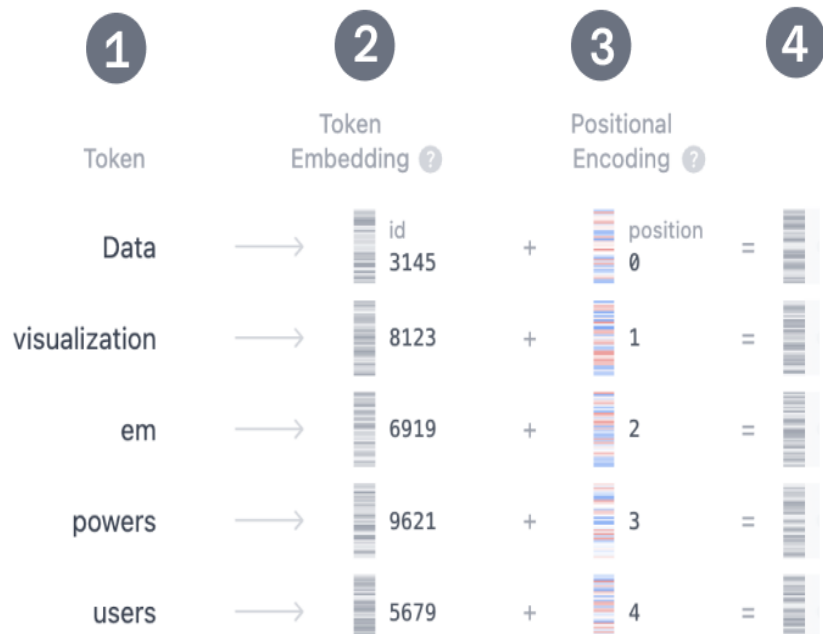 1 2 3 4
Token
Embedding ?
Positional
Encoding ?
Token
Data id 3145 + position 0 =
visualization 8123 + 1 =
em 6919 + 2 =
powers 9621 + 3 =
users 5679 + 4 =